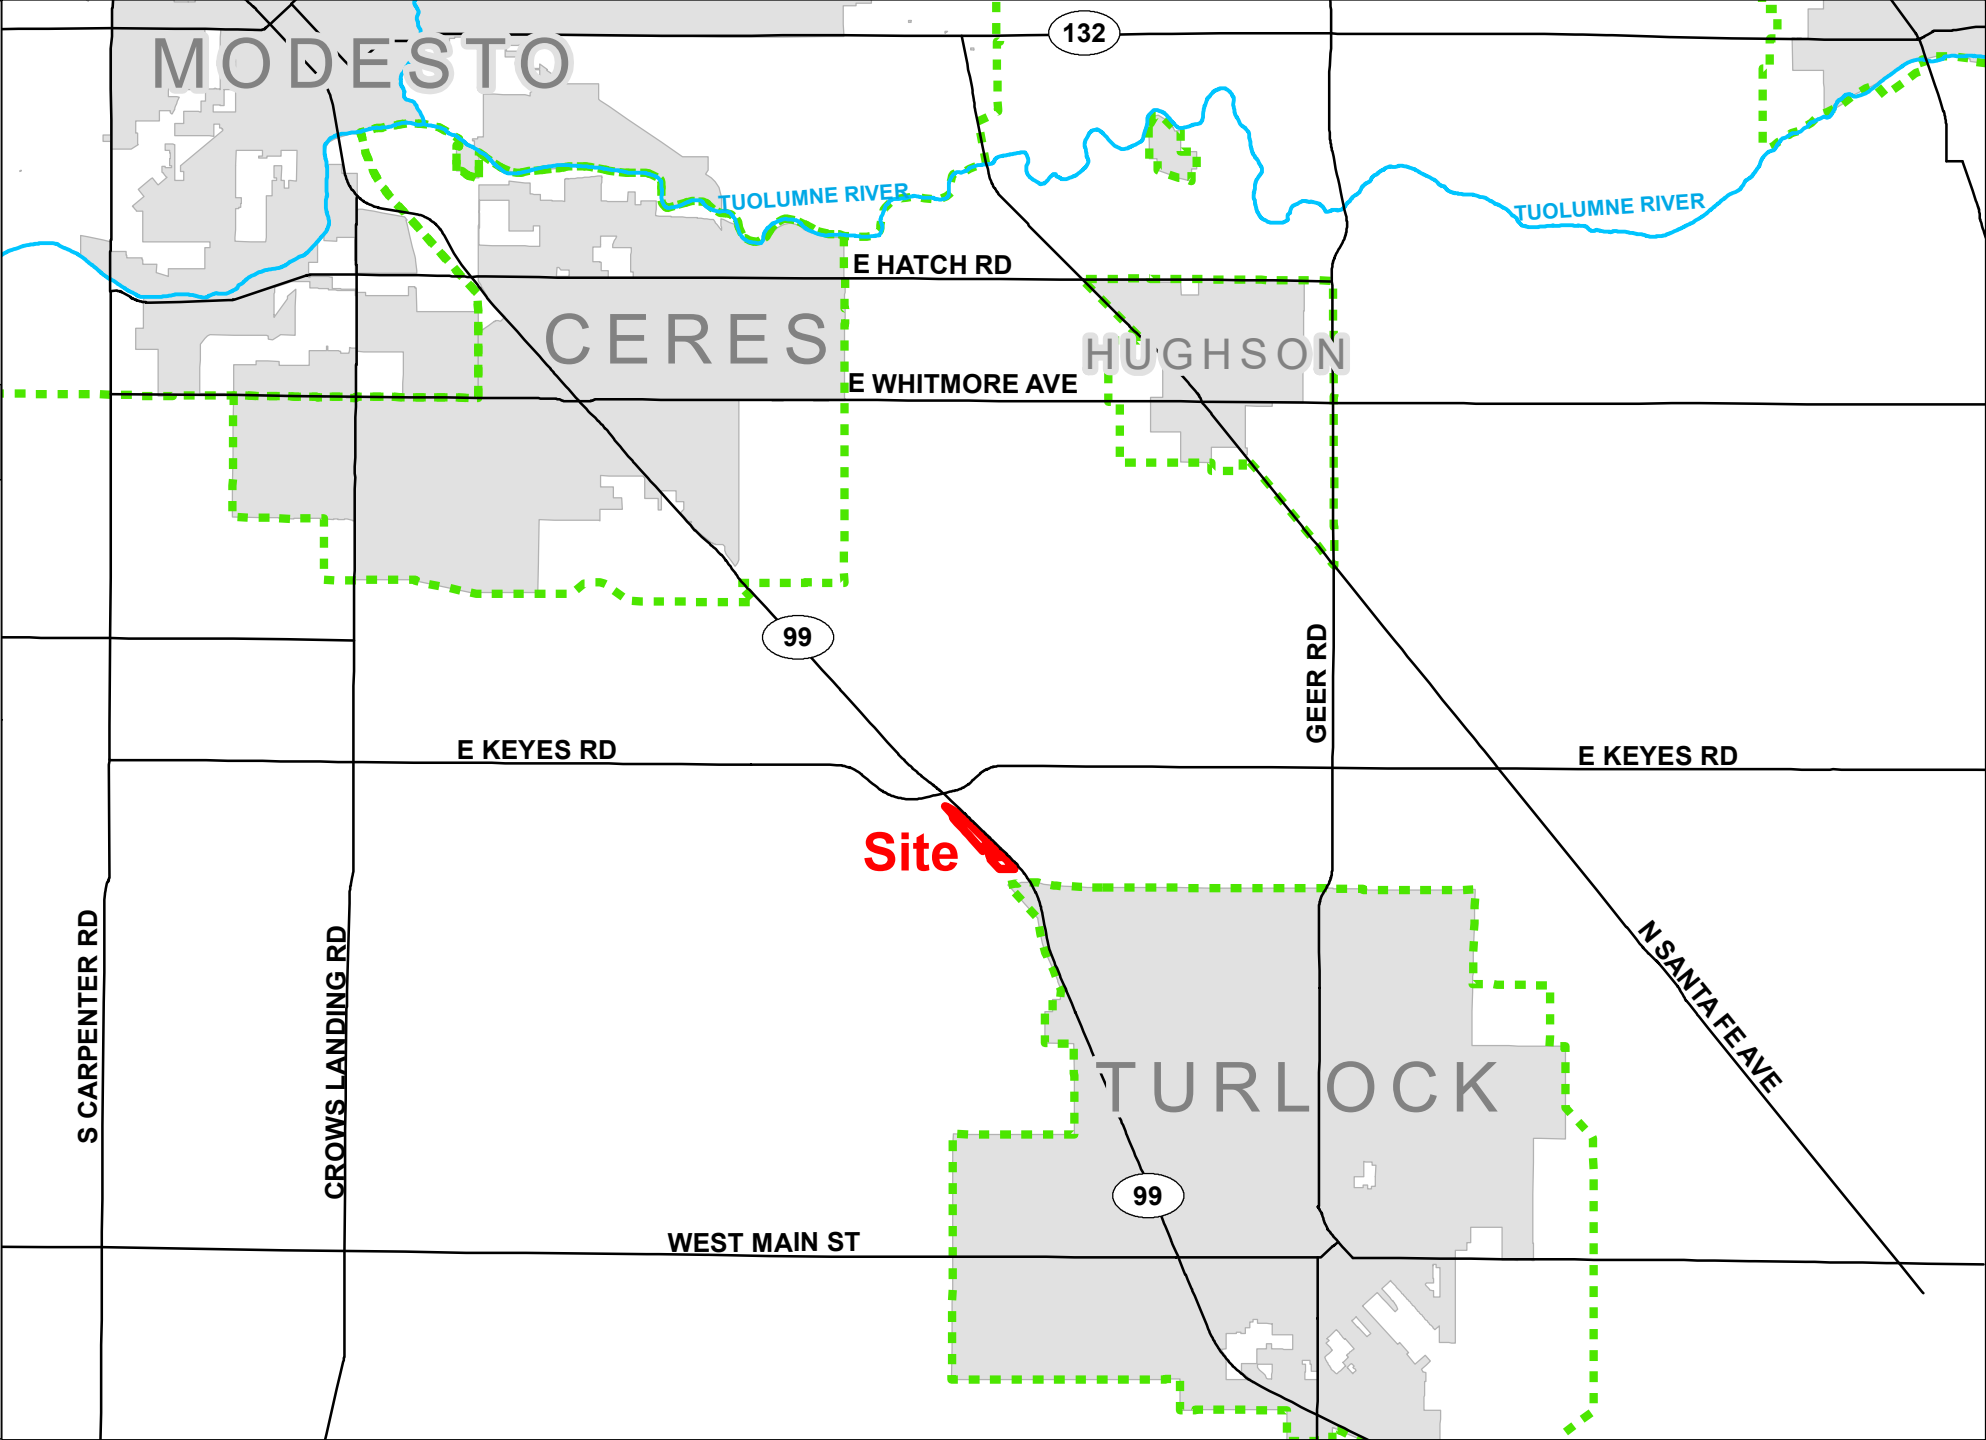 132
MODESTO
TUOLUMNE RIVER
TUOLUMNE RIVER
E HATCH RD
CERES
HUGHSON
E WHITMORE AVE
99
GEER RD
E KEYES RD
E KEYES RD
Site
S CARPENTER RD
CROWS LANDING RD
N SANTA FE AVE
TURLOCK
99
WEST MAIN ST